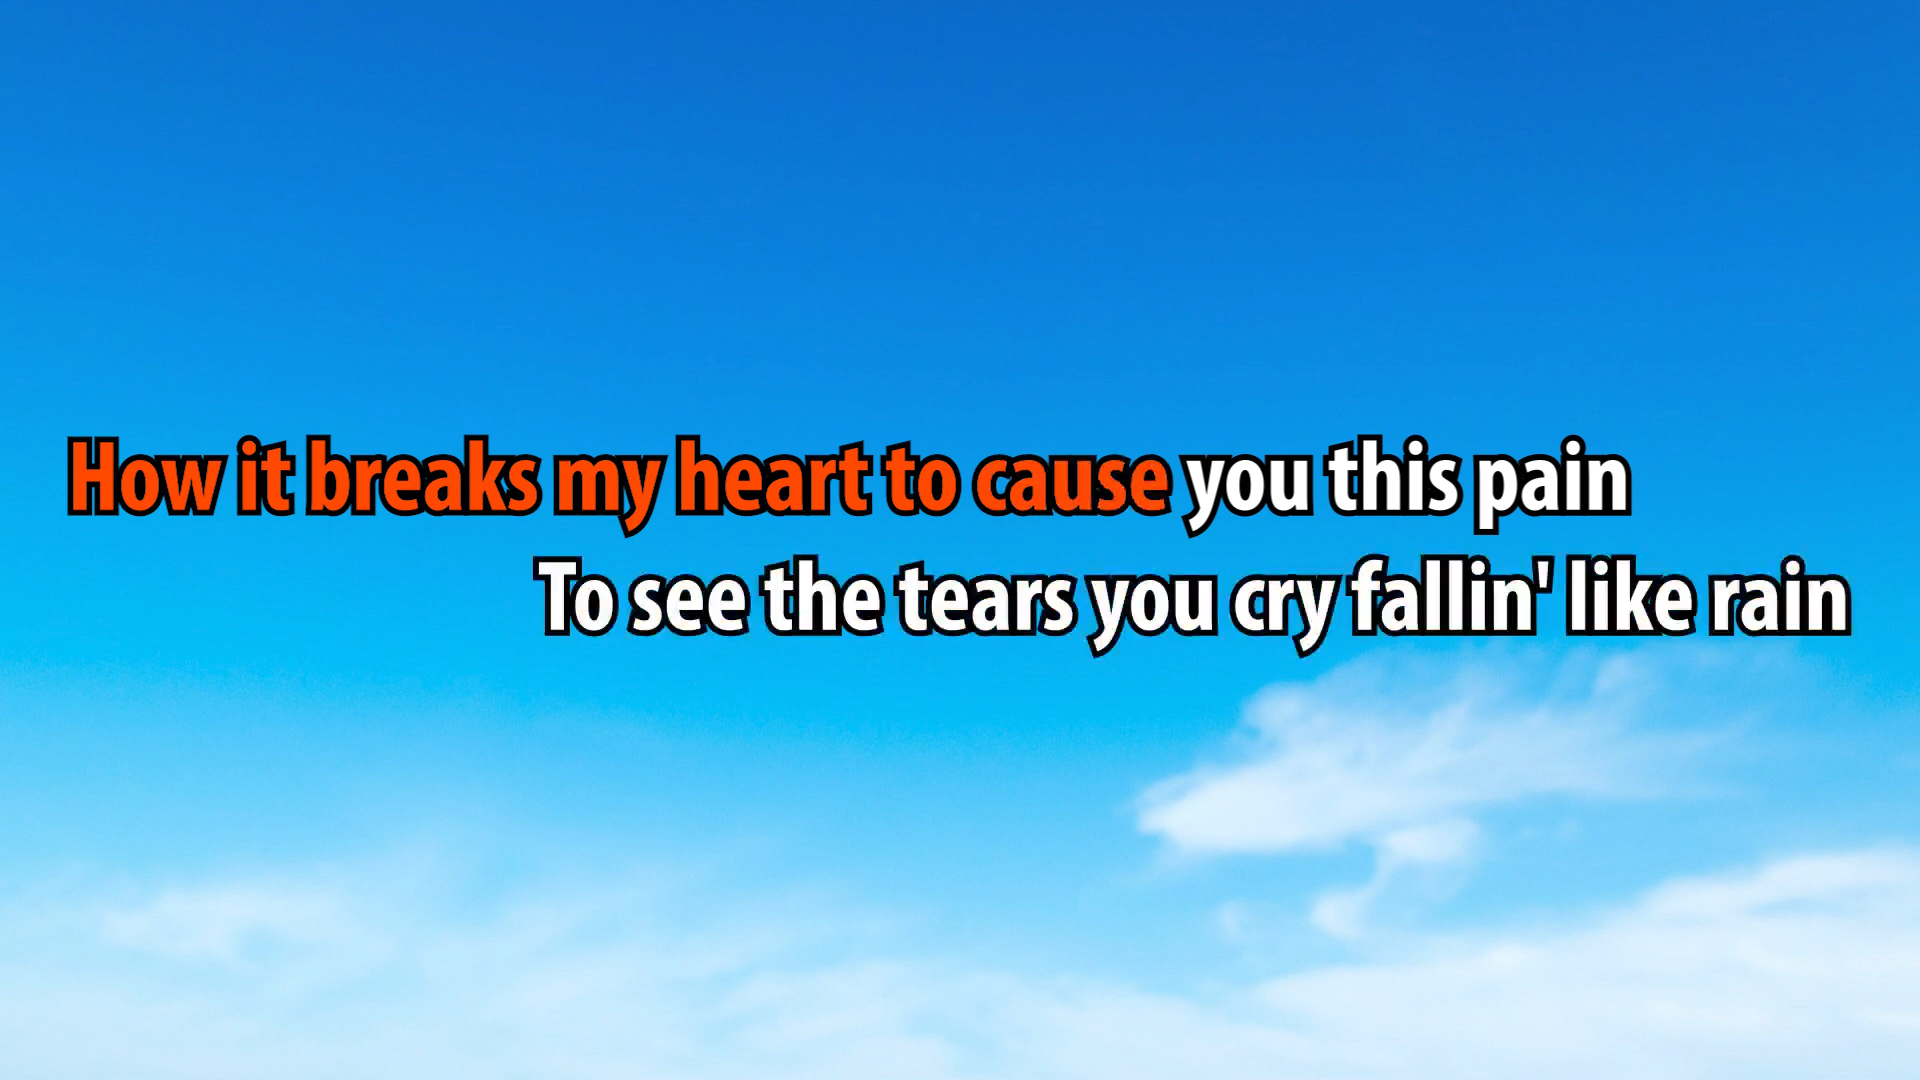 How it breaks my heart to cause you this pain
To see the tears you cry fallin' like rain